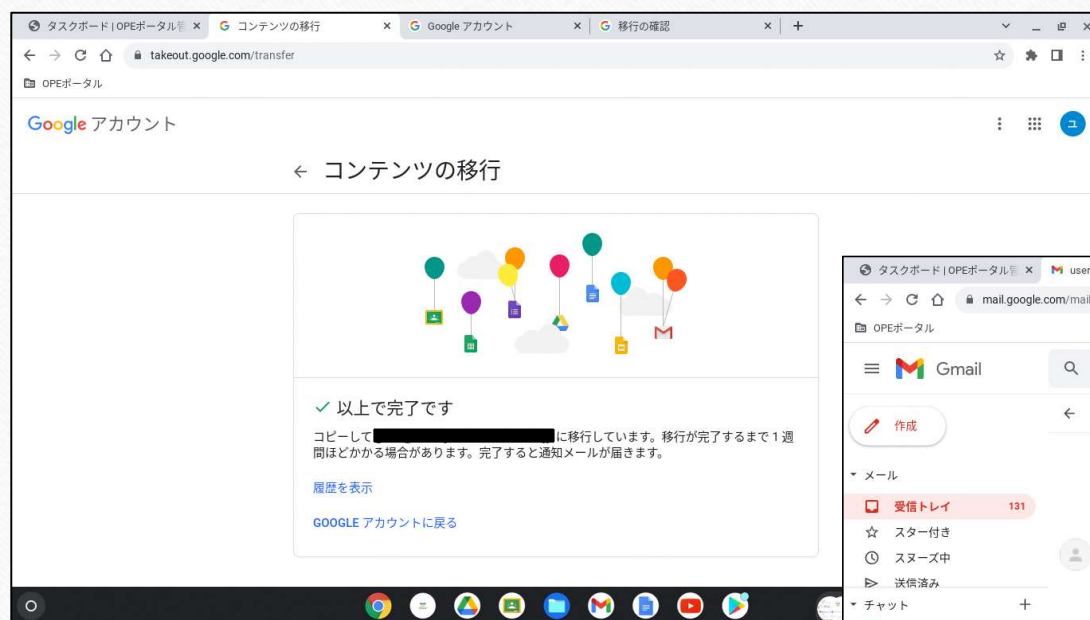 タスクボード | OPEポータル管
コンテンツの移行
Google アカウント
移行の確認
takeout.google.com/transfer
OPEポータル
Google アカウント
ユ
← コンテンツの移行
以上で完了です
コピーして
に移行しています。移行が完了するまで 1 週
間ほどかかる場合があります。完了すると通知メールが届きます。
履歴を表示
GOOGLE アカウントに戻る
タスクボード | OPEポータル管
user
mail.google.com/mail
OPEポータル
Gmail
作成
メール
受信トレイ 131
スター付き
スヌーズ中
送信済み
チャット